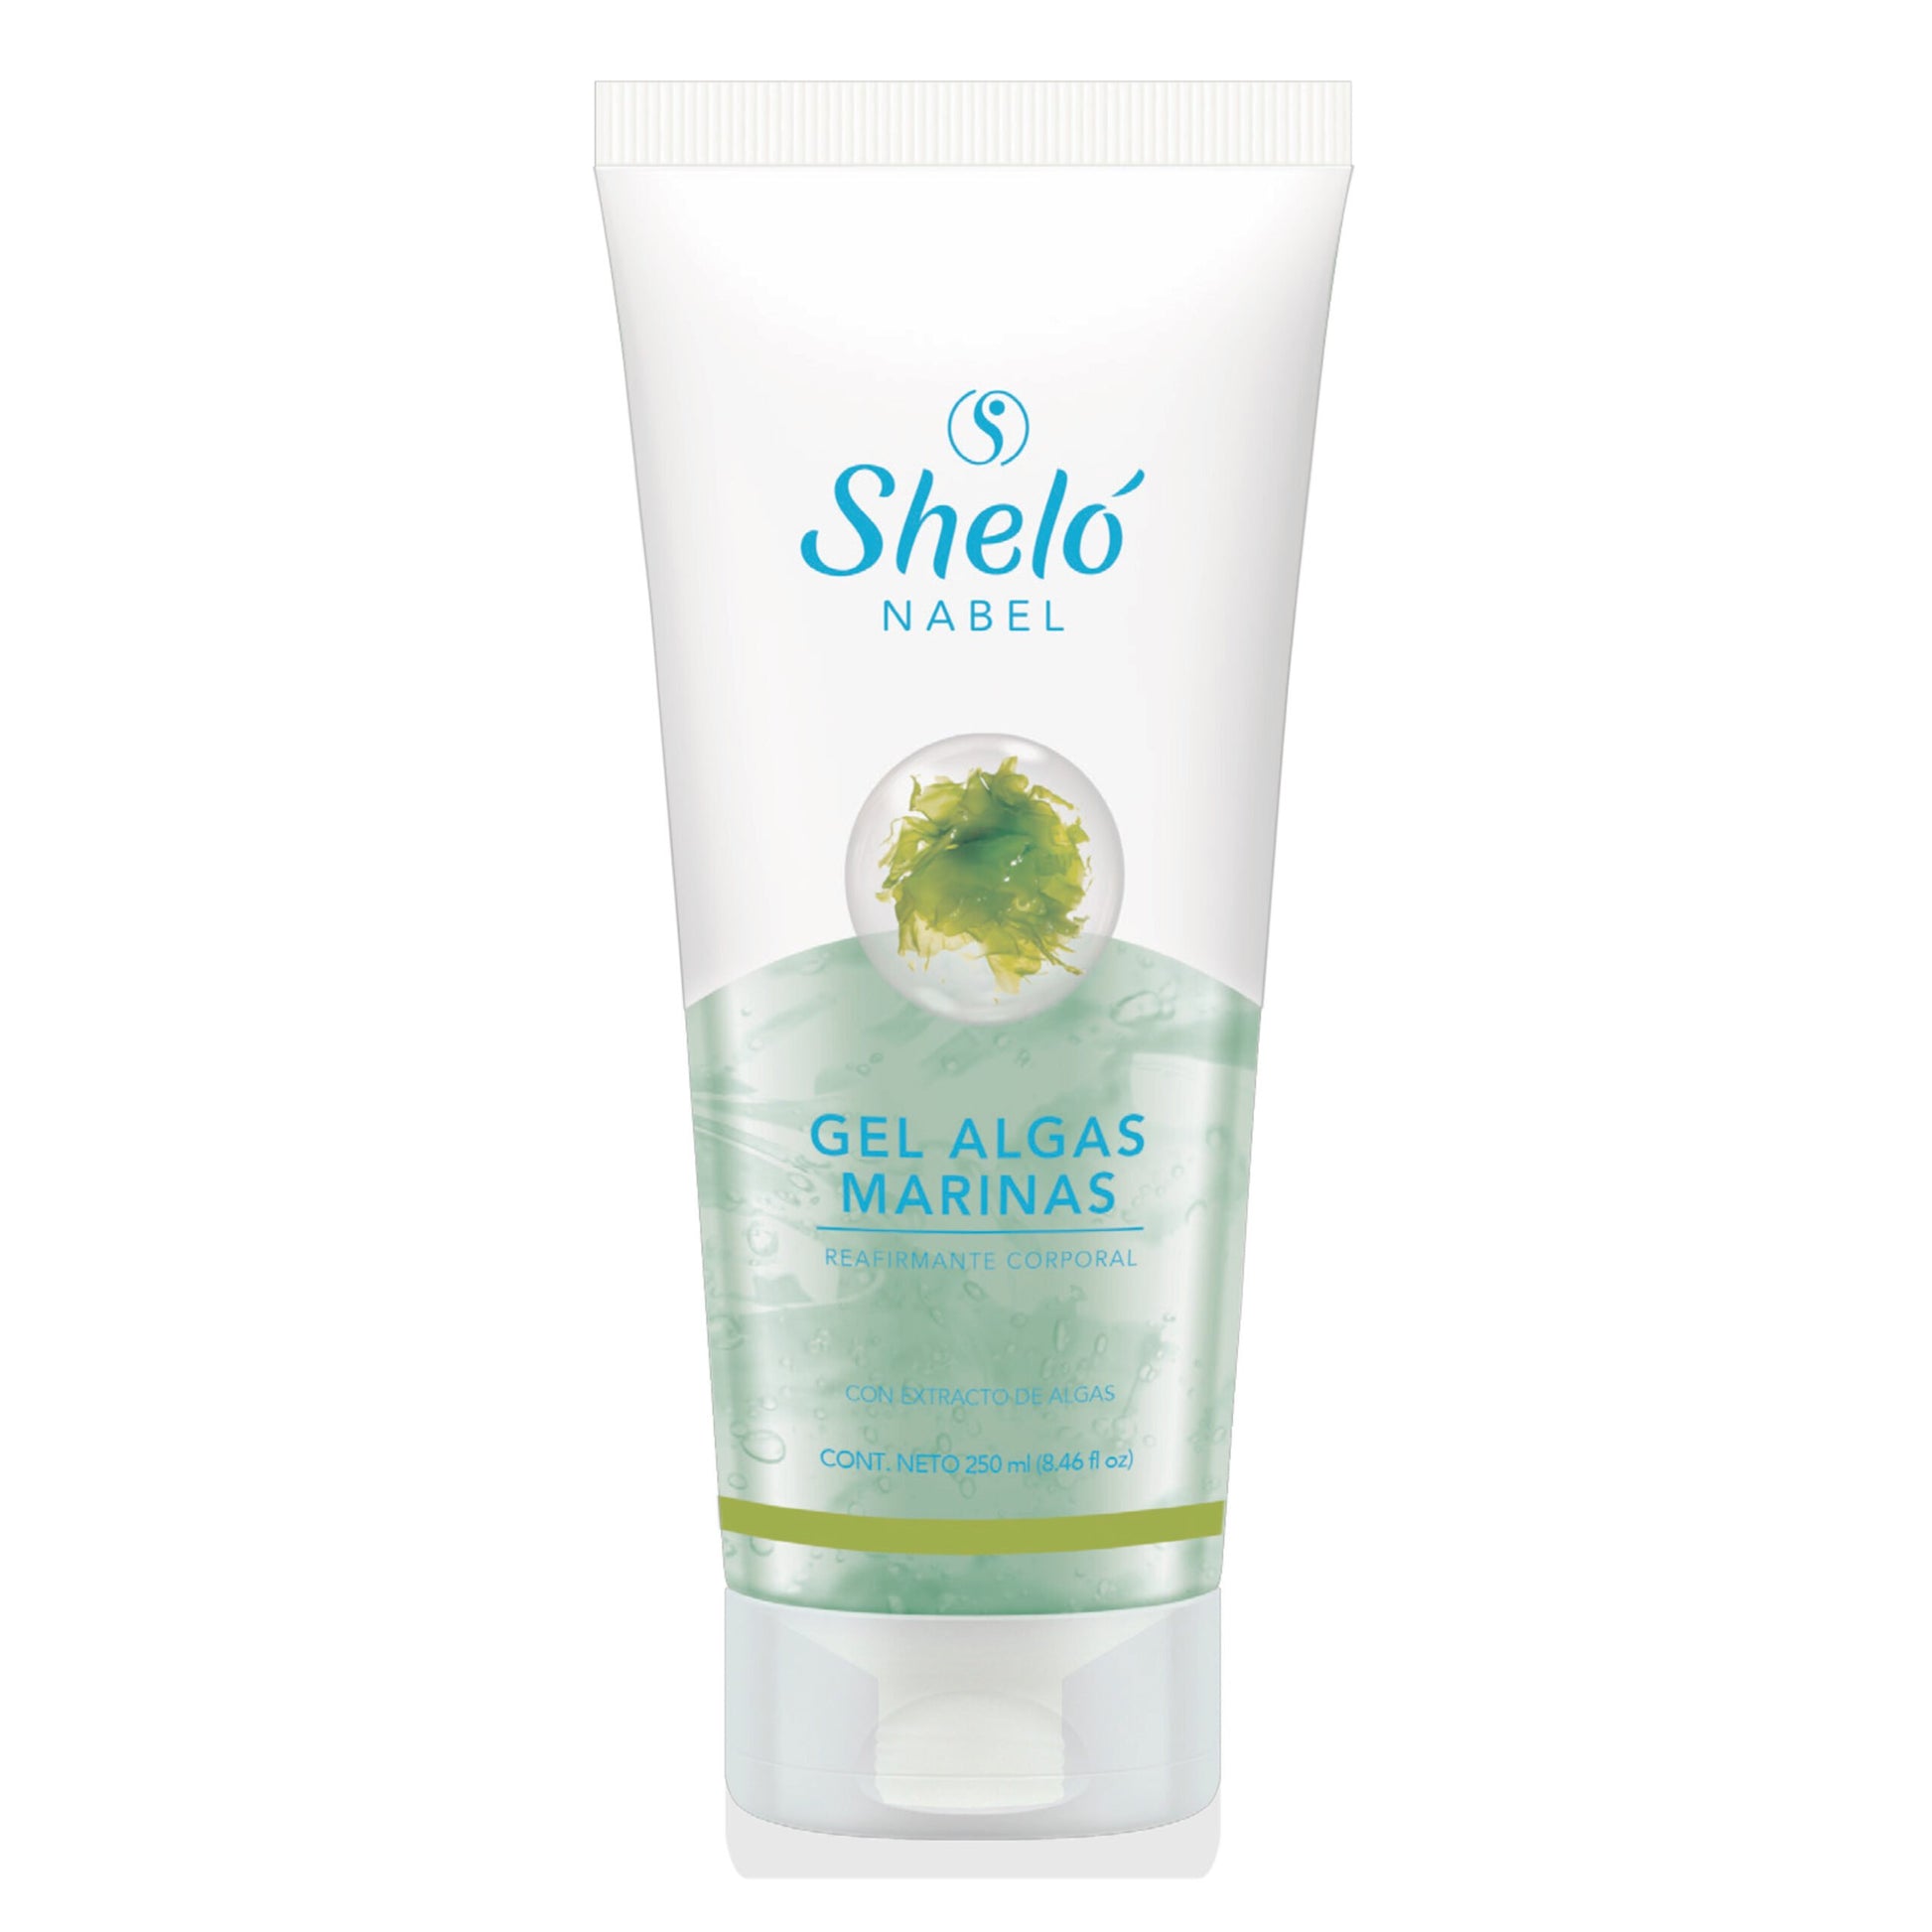 Sheló
NABEL
GEL ALGAS
MARINAS
REAFIRMANTE CORPORAL
CON EXTRACTO DE ALGAS
CONT. NETO 250 ml (8.46 fl oz)